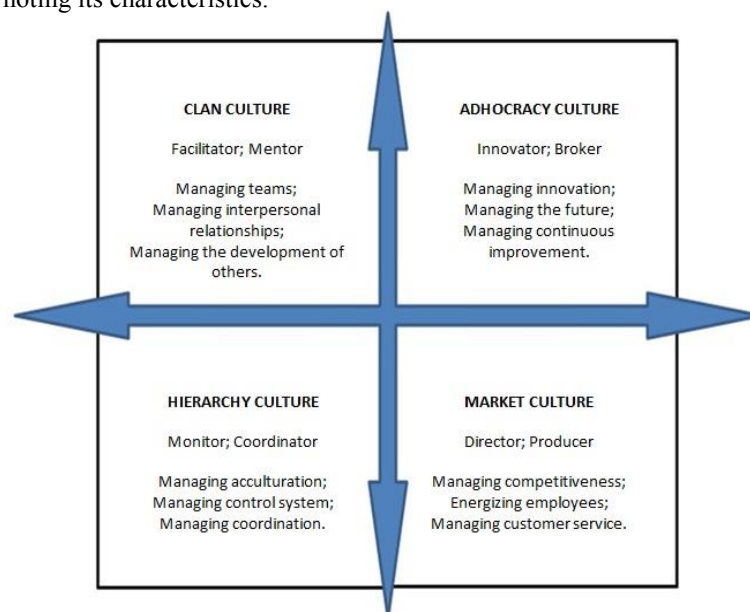 noting its characteristics.
CLAN CULTURE
Facilitator; Mentor
Managing teams;
Managing interpersonal
relationships;
Managing the development of
others.
ADHOCRACY CULTURE
Innovator; Broker
Managing innovation;
Managing the future;
Managing continuous
improvement.
HIERARCHY CULTURE
Monitor; Coordinator
Managing acculturation;
Managing control system;
Managing coordination.
MARKET CULTURE
Director; Producer
Managing competitiveness;
Energizing employees;
Managing customer service.